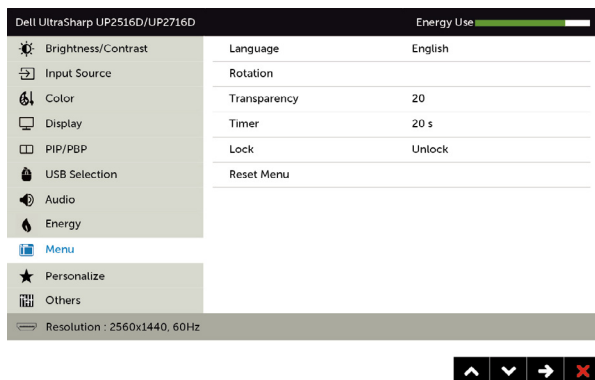 Dell UltraSharp UP2516D/UP2716D Energy Use
Brightness/Contrast Language English
Input Source Rotation
Color Transparency 20
Display Timer 20 s
PIP/PBP Lock Unlock
USB Selection Reset Menu
Audio
Energy
Menu
Personalize
Others
Resolution : 2560x1440, 60Hz